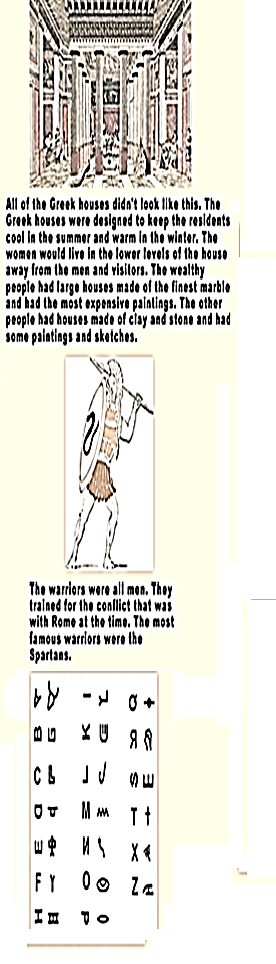 All of the Greek houses didn't look like this. The
Greek houses were designed to keep the residents
cool in the summer and warm in the winter. The
women would live in the lower levels of the house
away from the men and visitors. The wealthy
people had large houses made of the finest marble
and had the most expensive paintings. The other
people had houses made of clay and stone and had
some paintings and sketches.
The warriors were all men. They
trained for the conflict that was
with Rome at the time. The most
famous warriors were the
Spartans.